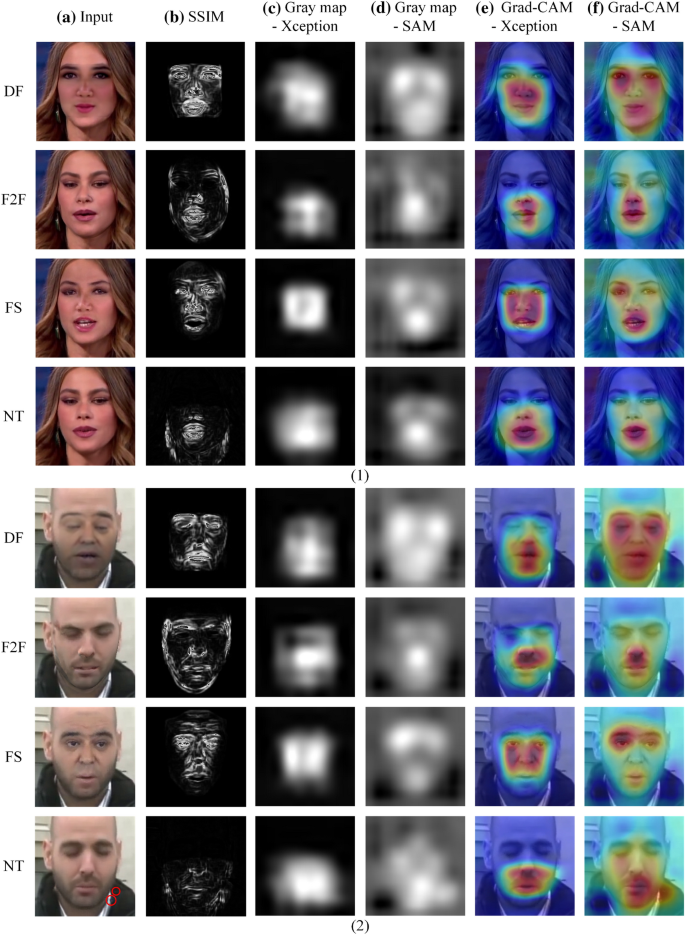 (a) Input (b) SSIM (c) Gray map - Xception (d) Gray map - SAM (e) Grad-CAM - Xception (f) Grad-CAM - SAM
DF
F2F
FS
NT
(1)
DF
F2F
FS
NT
(2)